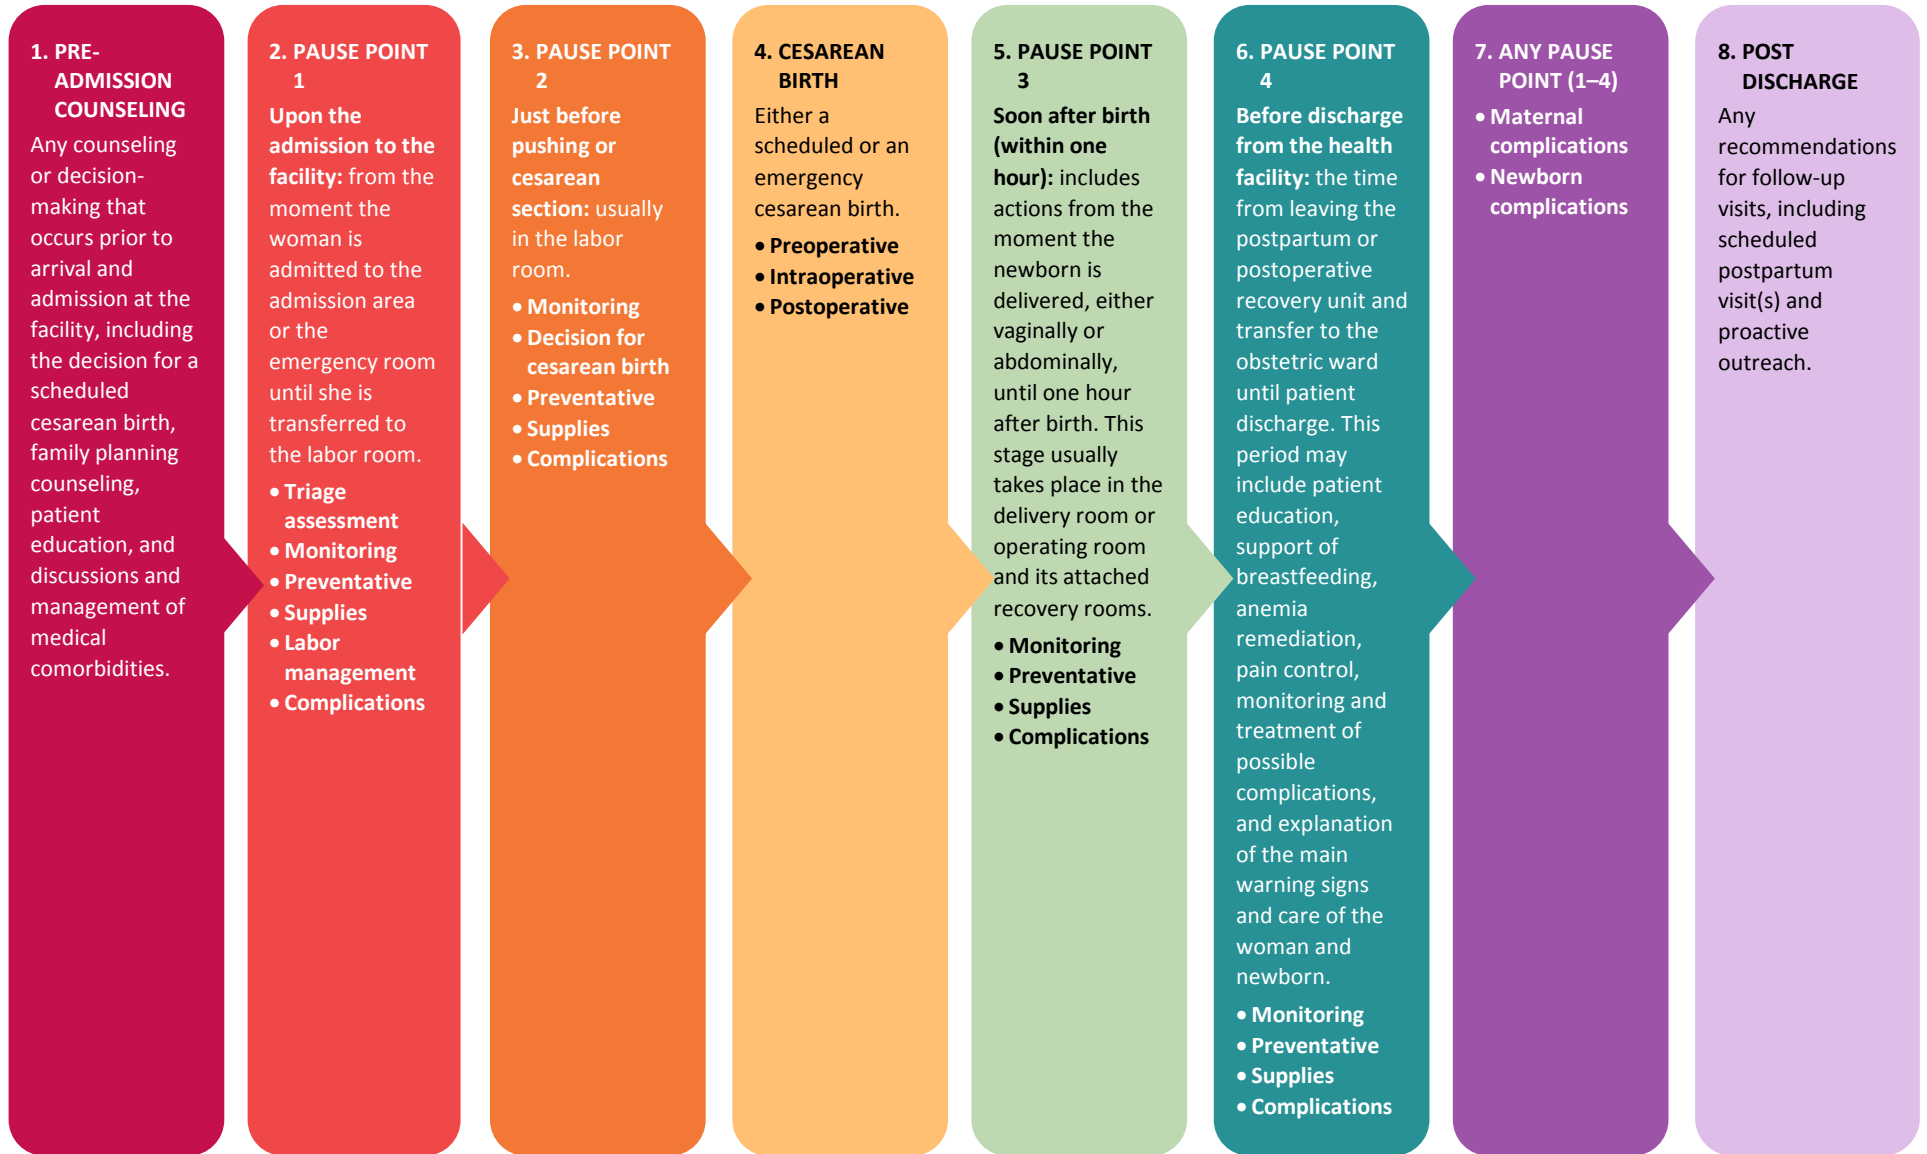 1. PRE-
ADMISSION
COUNSELING
Any counseling
or decision-
making that
occurs prior to
arrival and
admission at the
facility, including
the decision for a
scheduled
cesarean birth,
family planning
counseling,
patient
education, and
discussions and
management of
medical
comorbidities.
2. PAUSE POINT
1
Upon the
admission to the
facility: from the
moment the
woman is
admitted to the
admission area
or the
emergency room
until she is
transferred to
the labor room.
• Triage
assessment
• Monitoring
• Preventative
• Supplies
• Labor
management
• Complications
3. PAUSE POINT
2
Just before
pushing or
cesarean
section: usually
in the labor
room.
• Monitoring
• Decision for
cesarean birth
• Preventative
• Supplies
• Complications
4. CESAREAN
BIRTH
Either a
scheduled or an
emergency
cesarean birth.
• Preoperative
• Intraoperative
• Postoperative
5. PAUSE POINT
3
Soon after birth
(within one
hour): includes
actions from the
moment the
newborn is
delivered, either
vaginally or
abdominally,
until one hour
after birth. This
stage usually
takes place in the
delivery room or
operating room
and its attached
recovery rooms.
• Monitoring
• Preventative
• Supplies
• Complications
6. PAUSE POINT
4
Before discharge
from the health
facility: the time
from leaving the
postpartum or
postoperative
recovery unit and
transfer to the
obstetric ward
until patient
discharge. This
period may
include patient
education,
support of
breastfeeding,
anemia
remediation,
pain control,
monitoring and
treatment of
possible
complications,
and explanation
of the main
warning signs
and care of the
woman and
newborn.
• Monitoring
• Preventative
• Supplies
• Complications
7. ANY PAUSE
POINT (1–4)
• Maternal
complications
• Newborn
complications
8. POST
DISCHARGE
Any
recommendations
for follow-up
visits, including
scheduled
postpartum
visit(s) and
proactive
outreach.